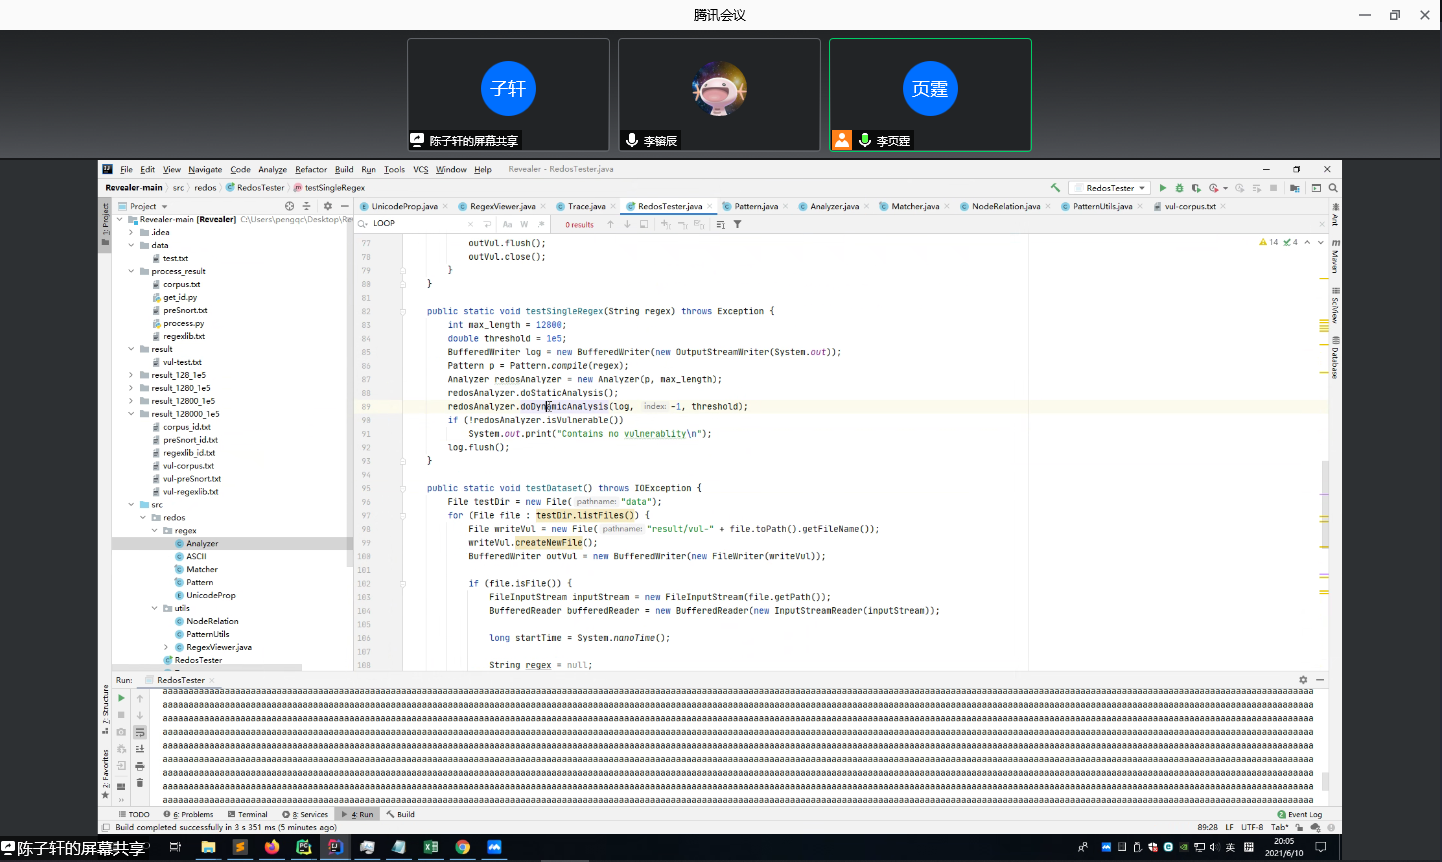 腾讯会议
子轩
页霆
陈子轩的屏幕共享
李镕辰
李页霆
File Edit View Navigate Code Analyze Refactor Build Run Tools VCS Window Help Revealer - RedosTester.java
Revealer-main src redos RedosTester testSingleRegex
RedosTester
Project
UnicodeProp.java RegexViewer.java Trace.java RedosTester.java Pattern.java Analyzer.java Matcher.java NodeRelation.java PatternUtils.java vul-corpus.txt
LOOP
Aa W .*
0 results
Revealer-main [Revealer] C:\Users\pengqc\Desktop\Re
.idea
data
test.txt
process_result
corpus.txt
get_id.py
preSnort.txt
process.py
regexlib.txt
result
vul-test.txt
result_128_1e5
result_1280_1e5
result_12800_1e5
result_128000_1e5
corpus_id.txt
preSnort_id.txt
regexlib_id.txt
vul-corpus.txt
vul-preSnort.txt
vul-regexlib.txt
src
redos
regex
Analyzer
ASCII
Matcher
Pattern
UnicodeProp
utils
NodeRelation
PatternUtils
RegexViewer.java
RedosTester
14 4
77 outVul.flush();
78 outVul.close();
79 }
80 }
81
82 public static void testSingleRegex(String regex) throws Exception {
83 int max_length = 12800;
84 double threshold = 1e5;
85 BufferedWriter log = new BufferedWriter(new OutputStreamWriter(System.out));
86 Pattern p = Pattern.compile(regex);
87 Analyzer redosAnalyzer = new Analyzer(p, max_length);
88 redosAnalyzer.doStaticAnalysis();
89 redosAnalyzer.doDynamicAnalysis(log, index: -1, threshold);
90 if (!redosAnalyzer.isVulnerable())
91 System.out.print("Contains no vulnerablity\n");
92 log.flush();
93 }
94
95 public static void testDataset() throws IOException {
96 File testDir = new File( pathname: "data");
97 for (File file : testDir.listFiles()) {
98 File writeVul = new File( pathname: "result/vul-" + file.toPath().getFileName());
99 writeVul.createNewFile();
100 BufferedWriter outVul = new BufferedWriter(new FileWriter(writeVul));
101
102 if (file.isFile()) {
103 FileInputStream inputStream = new FileInputStream(file.getPath());
104 BufferedReader bufferedReader = new BufferedReader(new InputStreamReader(inputStream));
105
106 long startTime = System.nanoTime();
107
108 String regex = null;
1: Project
7: Structure
2: Favorites
Ant
Maven
SciView
Database
Run: RedosTester
TODO 6: Problems Terminal 8: Services 4: Run Build Event Log
Build completed successfully in 3 s 351 ms (5 minutes ago) 89:28 LF UTF-8 Tab*
陈子轩的屏幕共享
英
20:05
2021/6/10